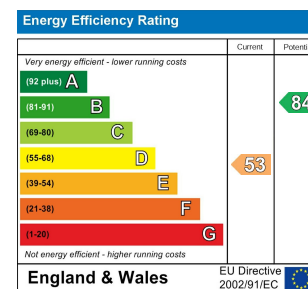 Energy Efficiency Rating
Current Potenti
Very energy efficient - lower running costs
(92 plus) A
(81-91) B
84
(69-80) C
(55-68) D
53
(39-54) E
(21-38) F
(1-20) G
Not energy efficient - higher running costs
England & Wales
EU Directive
2002/91/EC